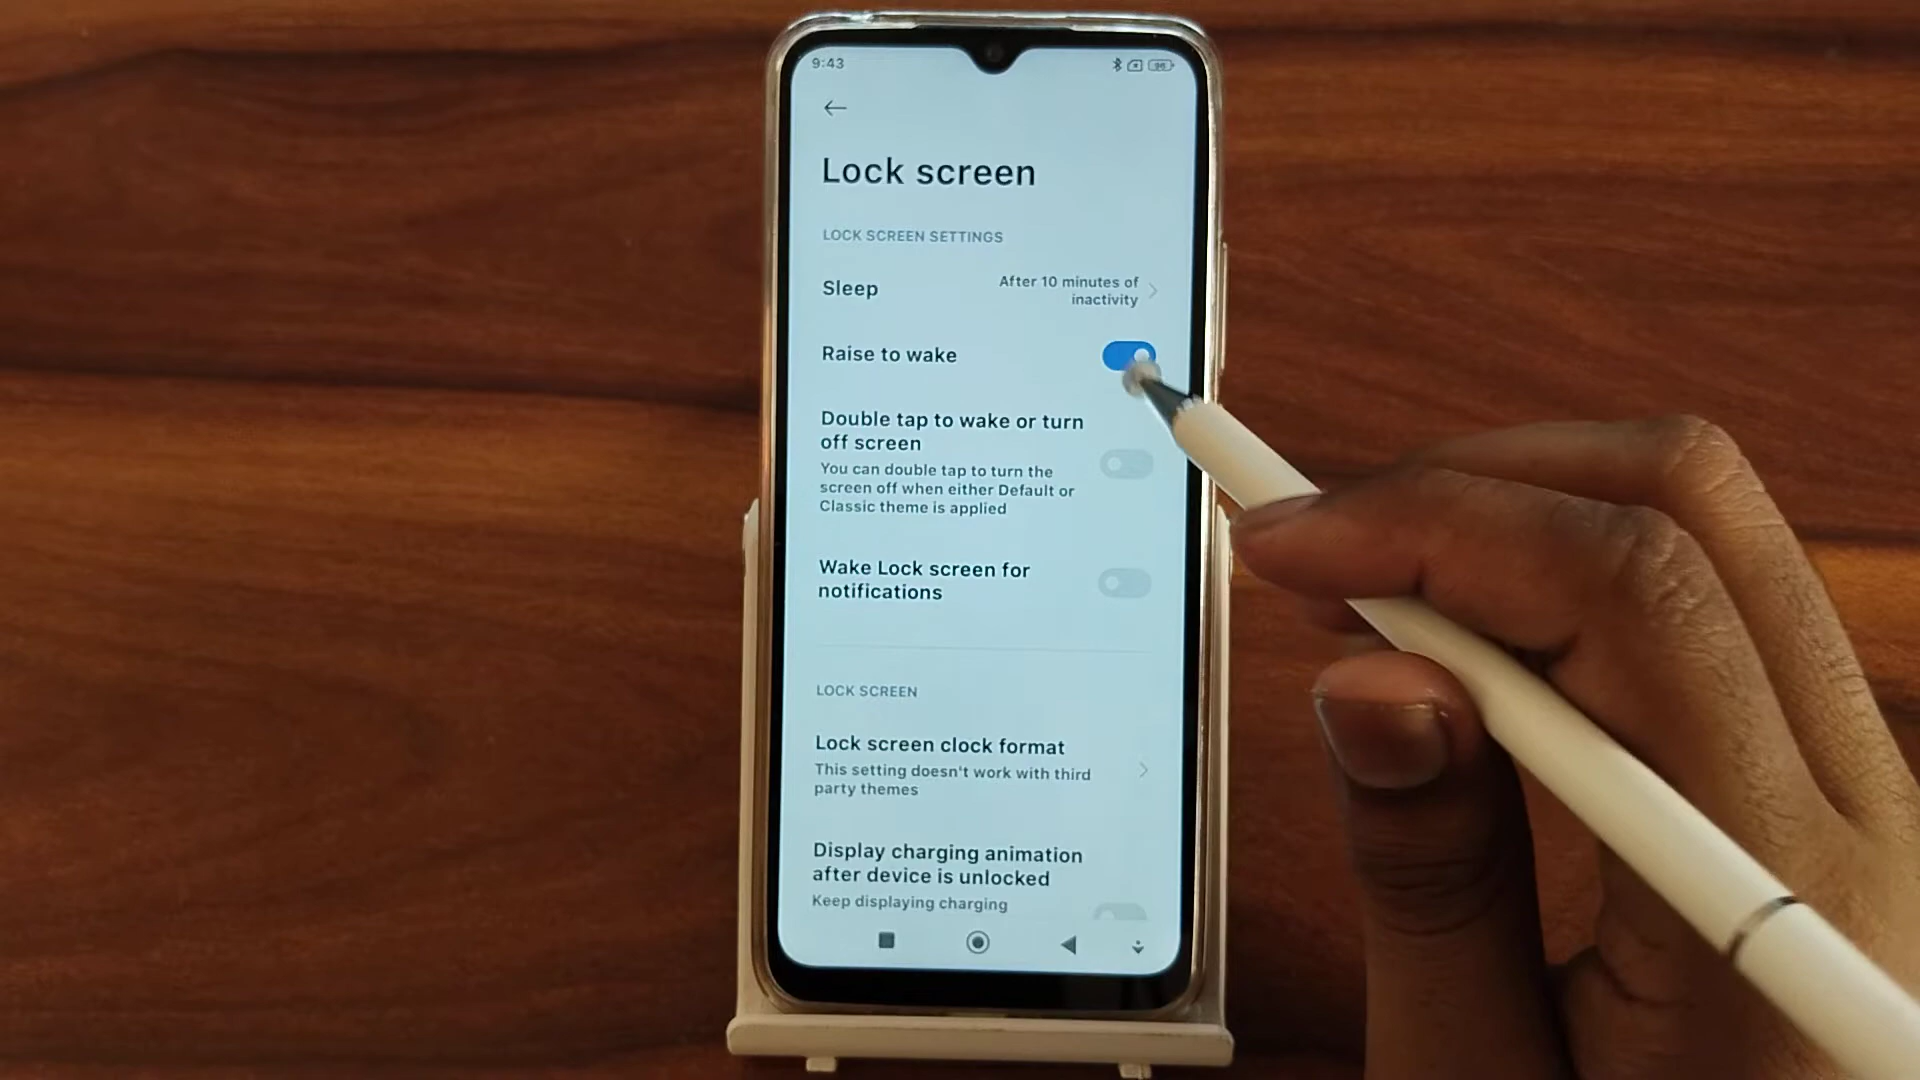 9:43
Lock screen
LOCK SCREEN SETTINGS
Sleep
After 10 minutes of
inactivity
Raise to wake
Double tap to wake or turn
off screen
You can double tap to turn the
screen off when either Default or
Classic theme is applied
Wake Lock screen for
notifications
LOCK SCREEN
Lock screen clock format
This setting doesn't work with third
party themes
Display charging animation
after device is unlocked
Keep displaying charging